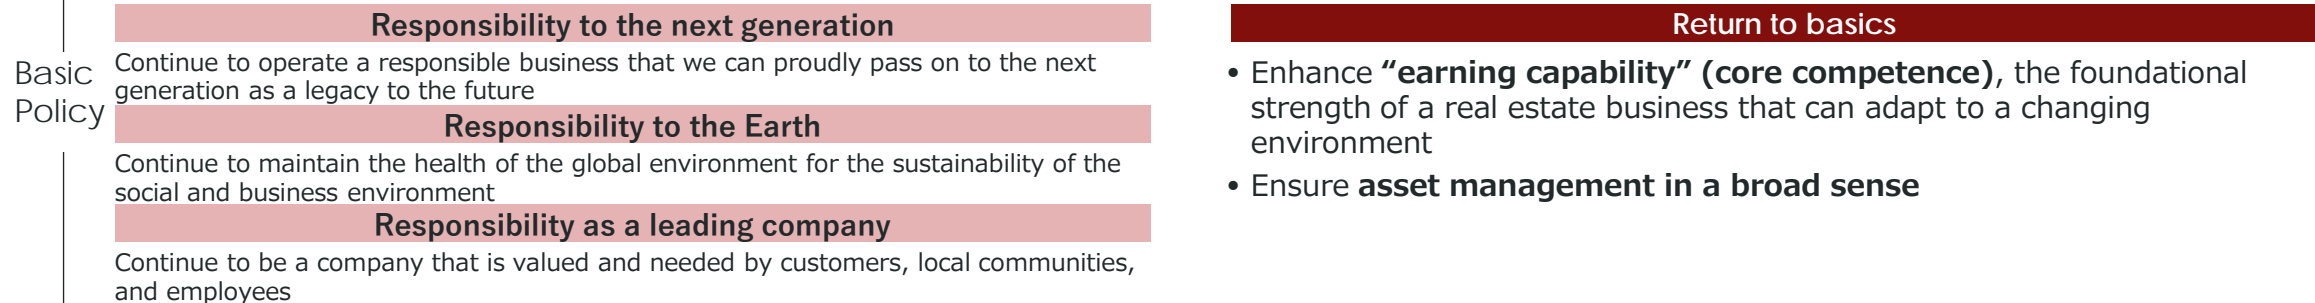 Basic
Policy
Responsibility to the next generation
Continue to operate a responsible business that we can proudly pass on to the next
generation as a legacy to the future
Responsibility to the Earth
Continue to maintain the health of the global environment for the sustainability of the
social and business environment
Responsibility as a leading company
Continue to be a company that is valued and needed by customers, local communities,
and employees
Return to basics
• Enhance “earning capability” (core competence), the foundational
strength of a real estate business that can adapt to a changing
environment
• Ensure asset management in a broad sense